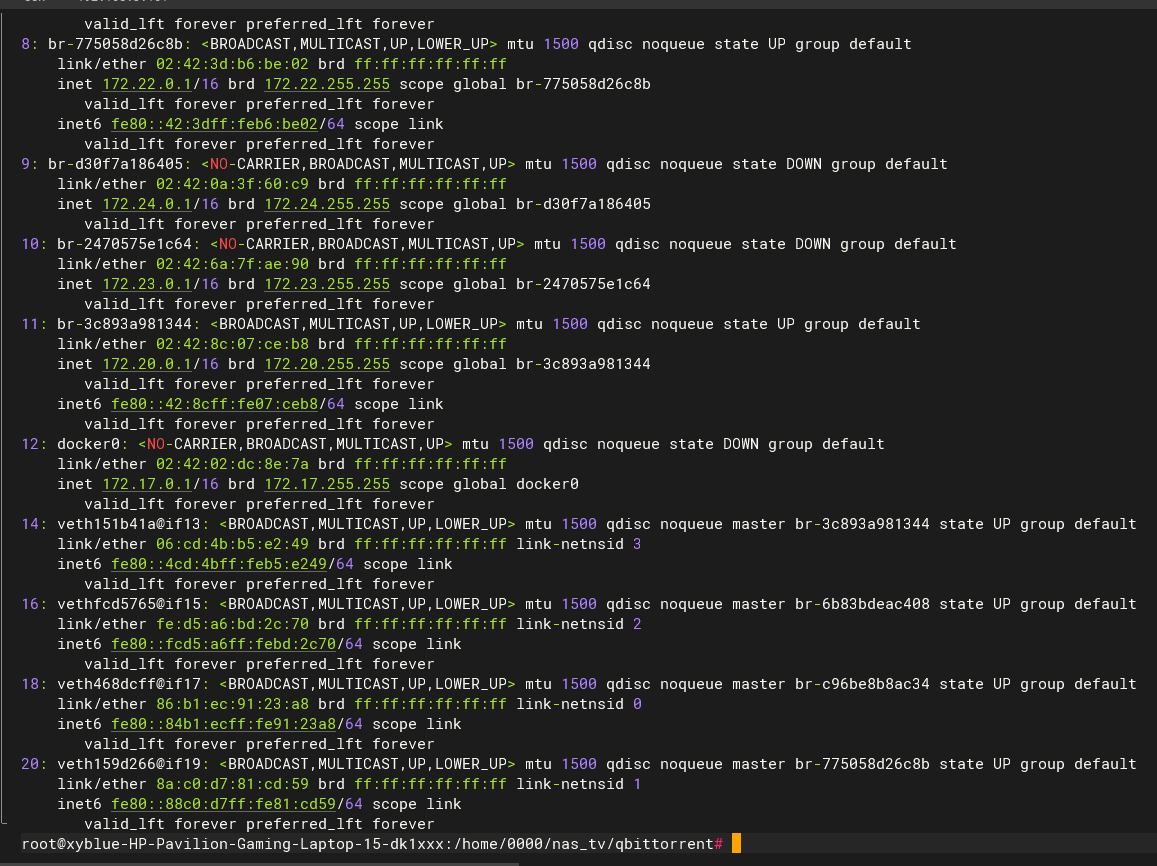 valid_lft forever preferred_lft forever
8: br-775058d26c8b: <BROADCAST,MULTICAST,UP,LOWER_UP> mtu 1500 qdisc noqueue state UP group default
link/ether 02:42:3d:b6:be:02 brd ff:ff:ff:ff:ff:ff
inet 172.22.0.1/16 brd 172.22.255.255 scope global br-775058d26c8b
valid_lft forever preferred_lft forever
inet6 fe80::42:3dff:feb6:be02/64 scope link
valid_lft forever preferred_lft forever
9: br-d30f7a186405: <NO-CARRIER,BROADCAST,MULTICAST,UP> mtu 1500 qdisc noqueue state DOWN group default
link/ether 02:42:0a:3f:60:c9 brd ff:ff:ff:ff:ff:ff
inet 172.24.0.1/16 brd 172.24.255.255 scope global br-d30f7a186405
valid_lft forever preferred_lft forever
10: br-2470575e1c64: <NO-CARRIER,BROADCAST,MULTICAST,UP> mtu 1500 qdisc noqueue state DOWN group default
link/ether 02:42:6a:7f:ae:90 brd ff:ff:ff:ff:ff:ff
inet 172.23.0.1/16 brd 172.23.255.255 scope global br-2470575e1c64
valid_lft forever preferred_lft forever
11: br-3c893a981344: <BROADCAST,MULTICAST,UP,LOWER_UP> mtu 1500 qdisc noqueue state UP group default
link/ether 02:42:8c:07:ce:b8 brd ff:ff:ff:ff:ff:ff
inet 172.20.0.1/16 brd 172.20.255.255 scope global br-3c893a981344
valid_lft forever preferred_lft forever
inet6 fe80::42:8cff:fe07:ceb8/64 scope link
valid_lft forever preferred_lft forever
12: docker0: <NO-CARRIER,BROADCAST,MULTICAST,UP> mtu 1500 qdisc noqueue state DOWN group default
link/ether 02:42:02:dc:8e:7a brd ff:ff:ff:ff:ff:ff
inet 172.17.0.1/16 brd 172.17.255.255 scope global docker0
valid_lft forever preferred_lft forever
14: veth151b41a@if13: <BROADCAST,MULTICAST,UP,LOWER_UP> mtu 1500 qdisc noqueue master br-3c893a981344 state UP group default
link/ether 06:cd:4b:b5:e2:49 brd ff:ff:ff:ff:ff:ff link-netnsid 3
inet6 fe80::4cd:4bff:feb5:e249/64 scope link
valid_lft forever preferred_lft forever
16: vethfcd5765@if15: <BROADCAST,MULTICAST,UP,LOWER_UP> mtu 1500 qdisc noqueue master br-6b83bdeac408 state UP group default
link/ether fe:d5:a6:bd:2c:70 brd ff:ff:ff:ff:ff:ff link-netnsid 2
inet6 fe80::fcd5:a6ff:febd:2c70/64 scope link
valid_lft forever preferred_lft forever
18: veth468dcff@if17: <BROADCAST,MULTICAST,UP,LOWER_UP> mtu 1500 qdisc noqueue master br-c96be8b8ac34 state UP group default
link/ether 86:b1:ec:91:23:a8 brd ff:ff:ff:ff:ff:ff link-netnsid 0
inet6 fe80::84b1:ecff:fe91:23a8/64 scope link
valid_lft forever preferred_lft forever
20: veth159d266@if19: <BROADCAST,MULTICAST,UP,LOWER_UP> mtu 1500 qdisc noqueue master br-775058d26c8b state UP group default
link/ether 8a:c0:d7:81:cd:59 brd ff:ff:ff:ff:ff:ff link-netnsid 1
inet6 fe80::88c0:d7ff:fe81:cd59/64 scope link
valid_lft forever preferred_lft forever
root@xyblue-HP-Pavilion-Gaming-Laptop-15-dk1xxx:/home/0000/nas_tv/qbittorrent#